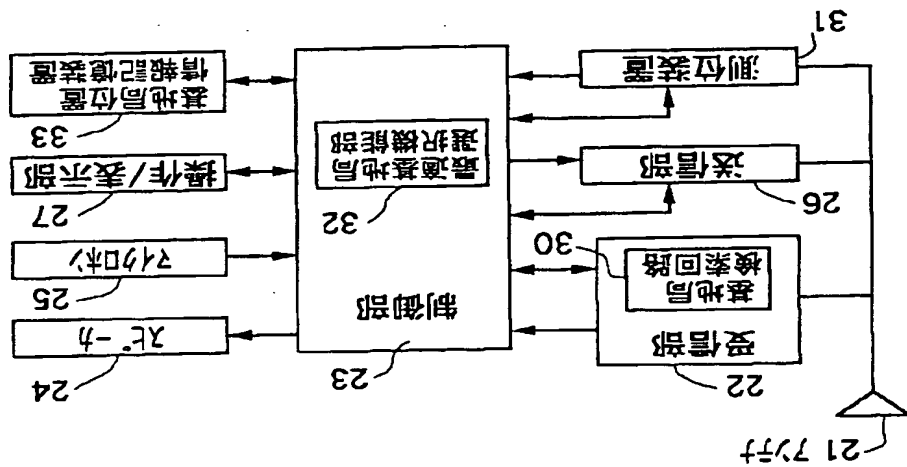 21 アンテナ
22
受信部
基地局
検索回路
30
26
送信部
31
測位装置
23
制御部
32
最適基地局
選択機能部
24
スピーカ
25
マイクロホン
27
操作/表示部
33
基地局位置
情報記憶装置